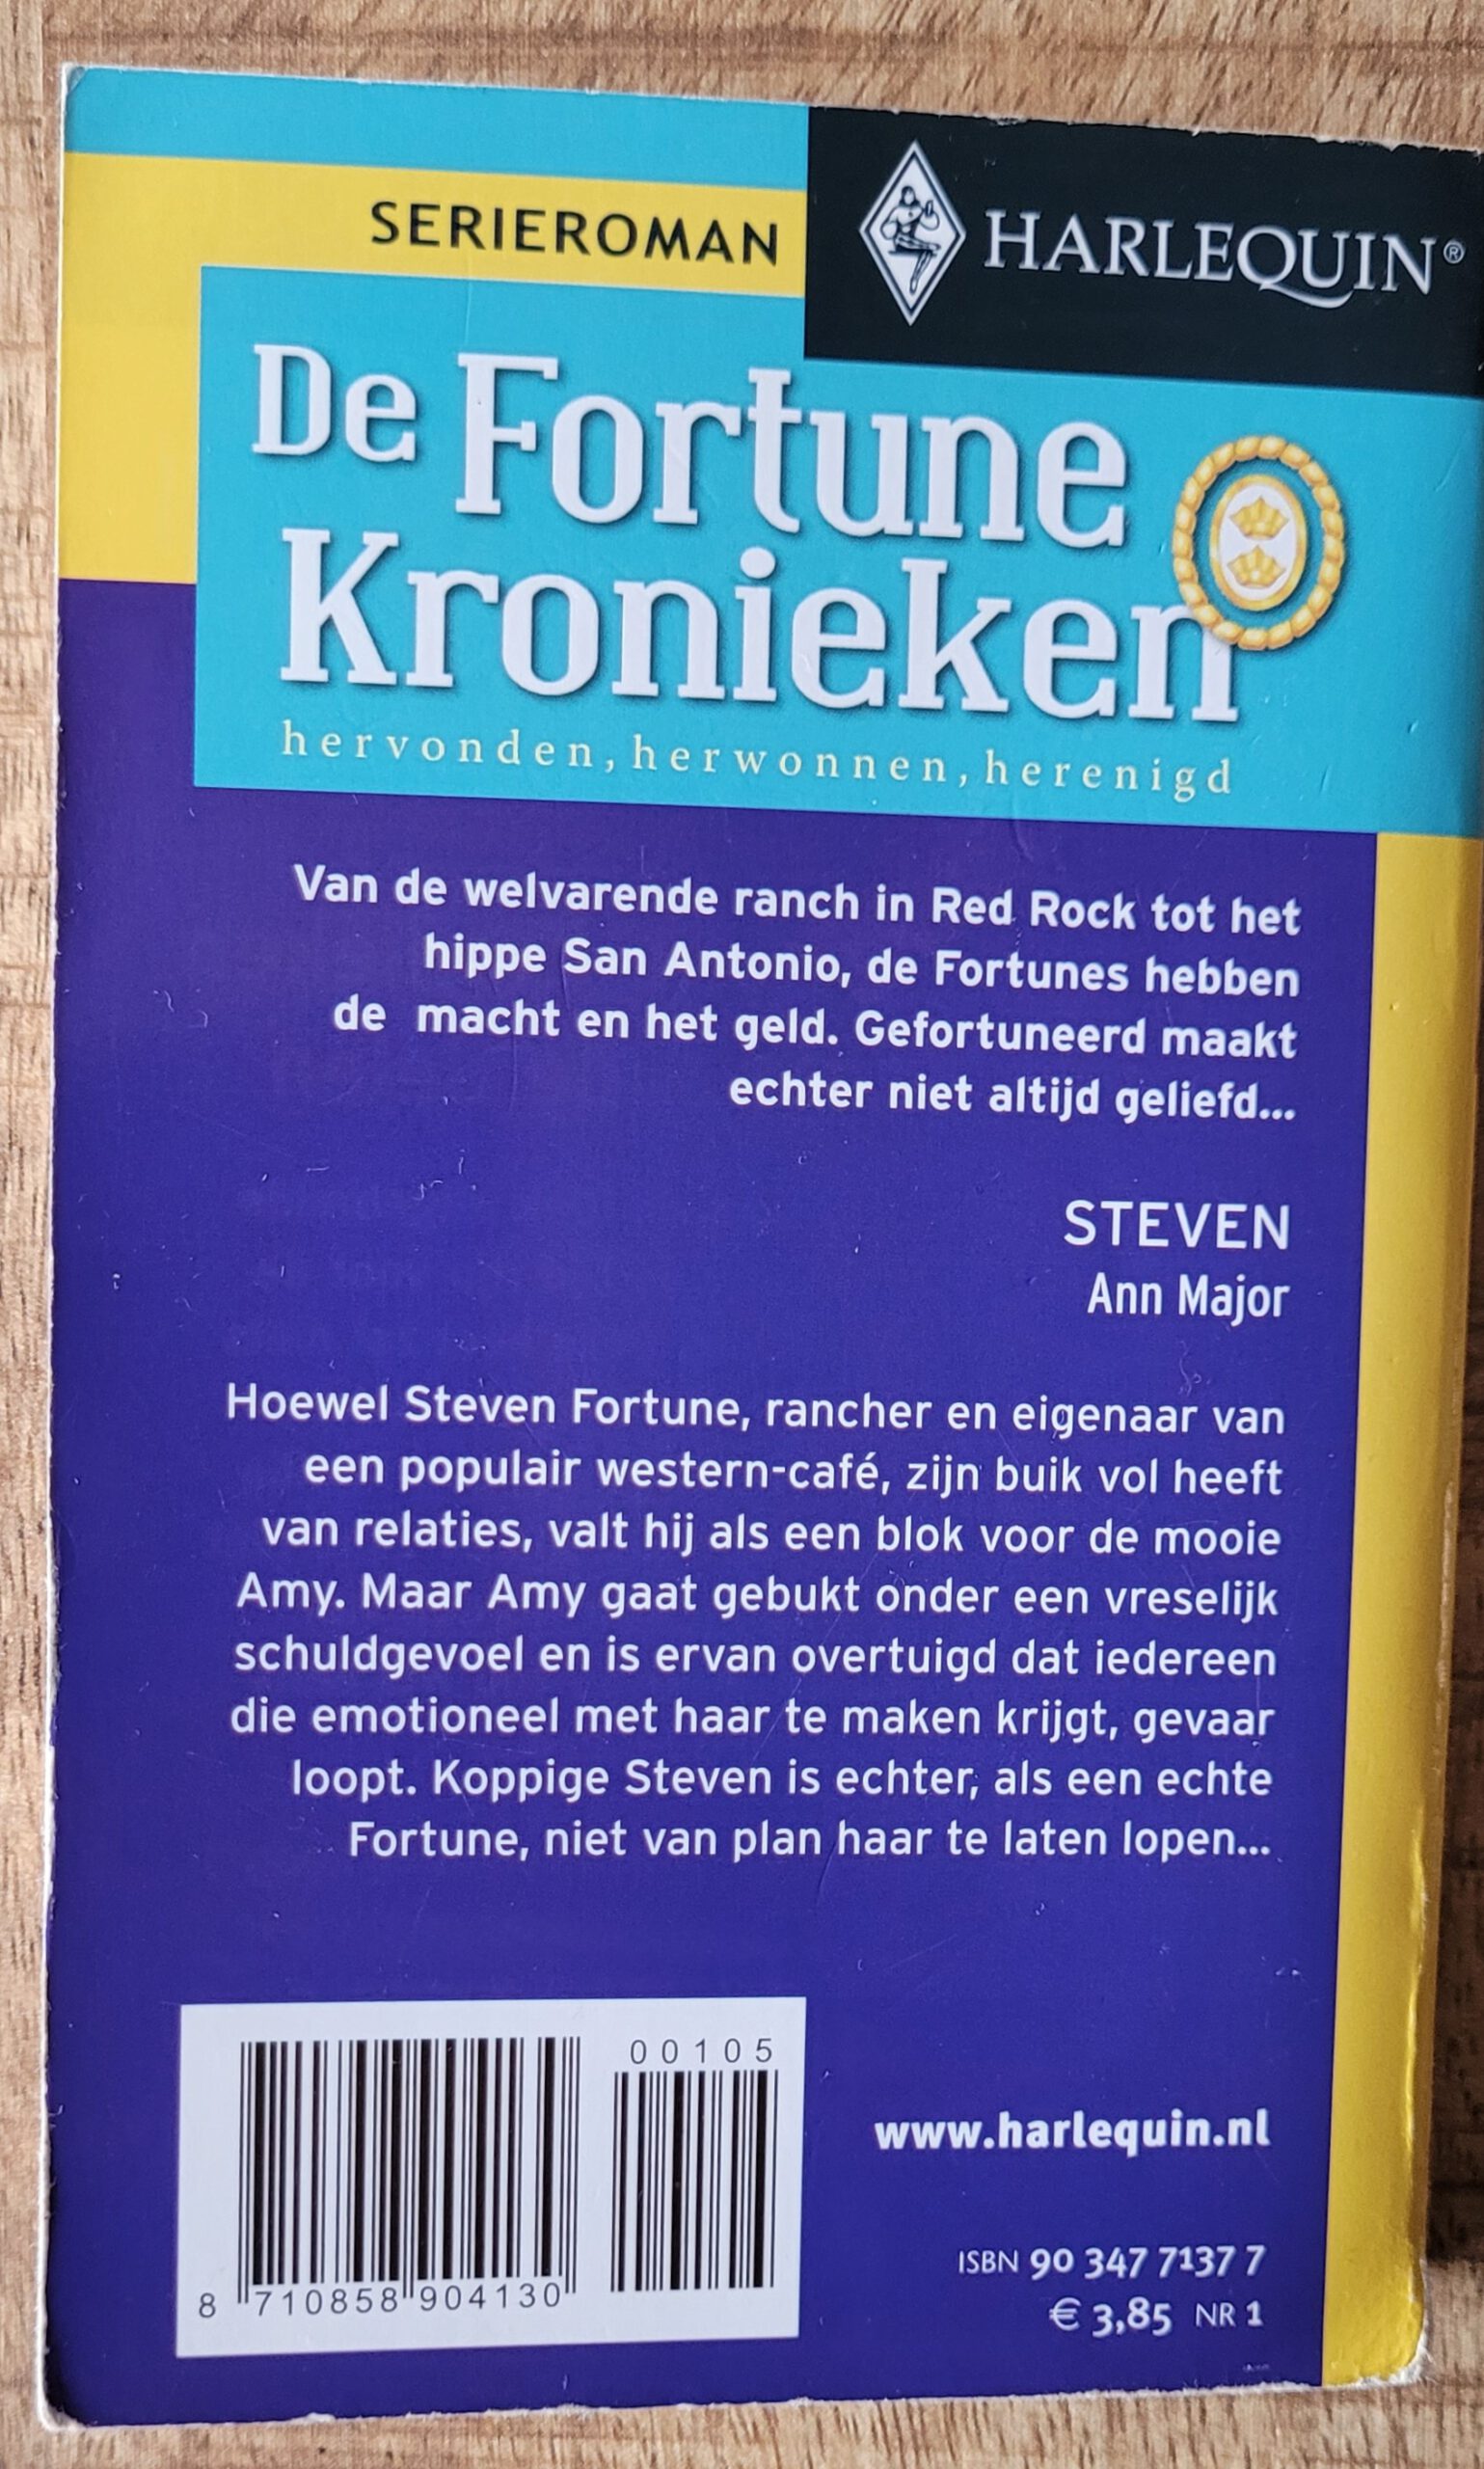 SERIEROMAN
HARLEQUIN®
De Fortune
Kronieken
hervonden, herwonnen, herenigd
Van de welvarende ranch in Red Rock tot het
hippe San Antonio, de Fortunes hebben
de macht en het geld. Gefortuneerd maakt
echter niet altijd geliefd...
STEVEN
Ann Major
Hoewel Steven Fortune, rancher en eigenaar van
een populair western-café, zijn buik vol heeft
van relaties, valt hij als een blok voor de mooie
Amy. Maar Amy gaat gebukt onder een vreselijk
schuldgevoel en is ervan overtuigd dat iedereen
die emotioneel met haar te maken krijgt, gevaar
loopt. Koppige Steven is echter, als een echte
Fortune, niet van plan haar te laten lopen...
00105
8 710858 904130
www.harlequin.nl
ISBN 90 347 7137 7
€ 3,85 NR 1